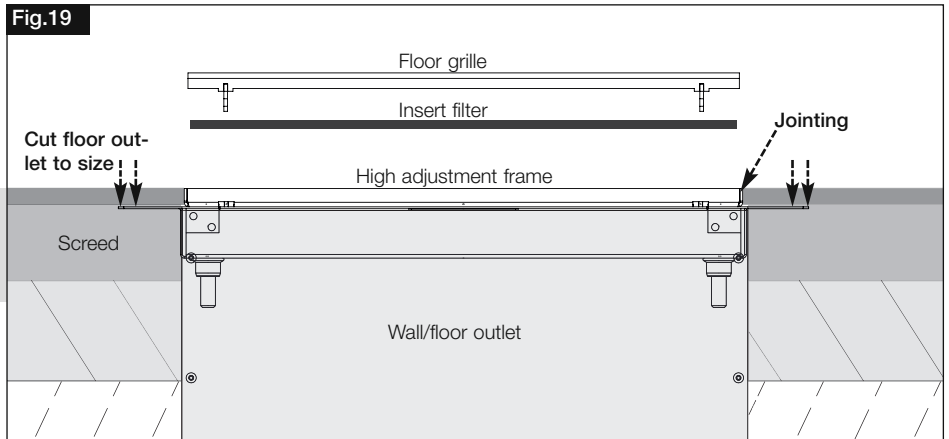 Fig.19
Floor grille
Insert filter
Cut floor out-
let to size
Jointing
High adjustment frame
Screed
Wall/floor outlet